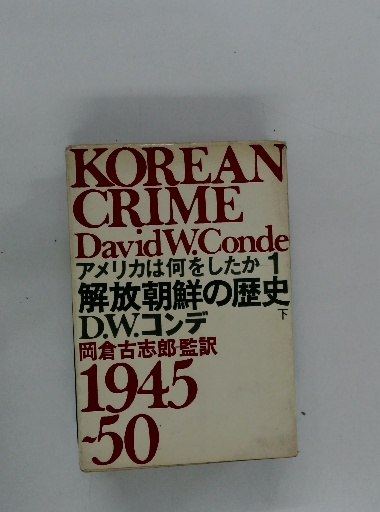 KOREAN
CRIME
David W. Conde
アメリカは何をしたか 1
解放朝鮮の歴史
下
D.W.コンデ
岡倉古志郎・監訳
1945
-50